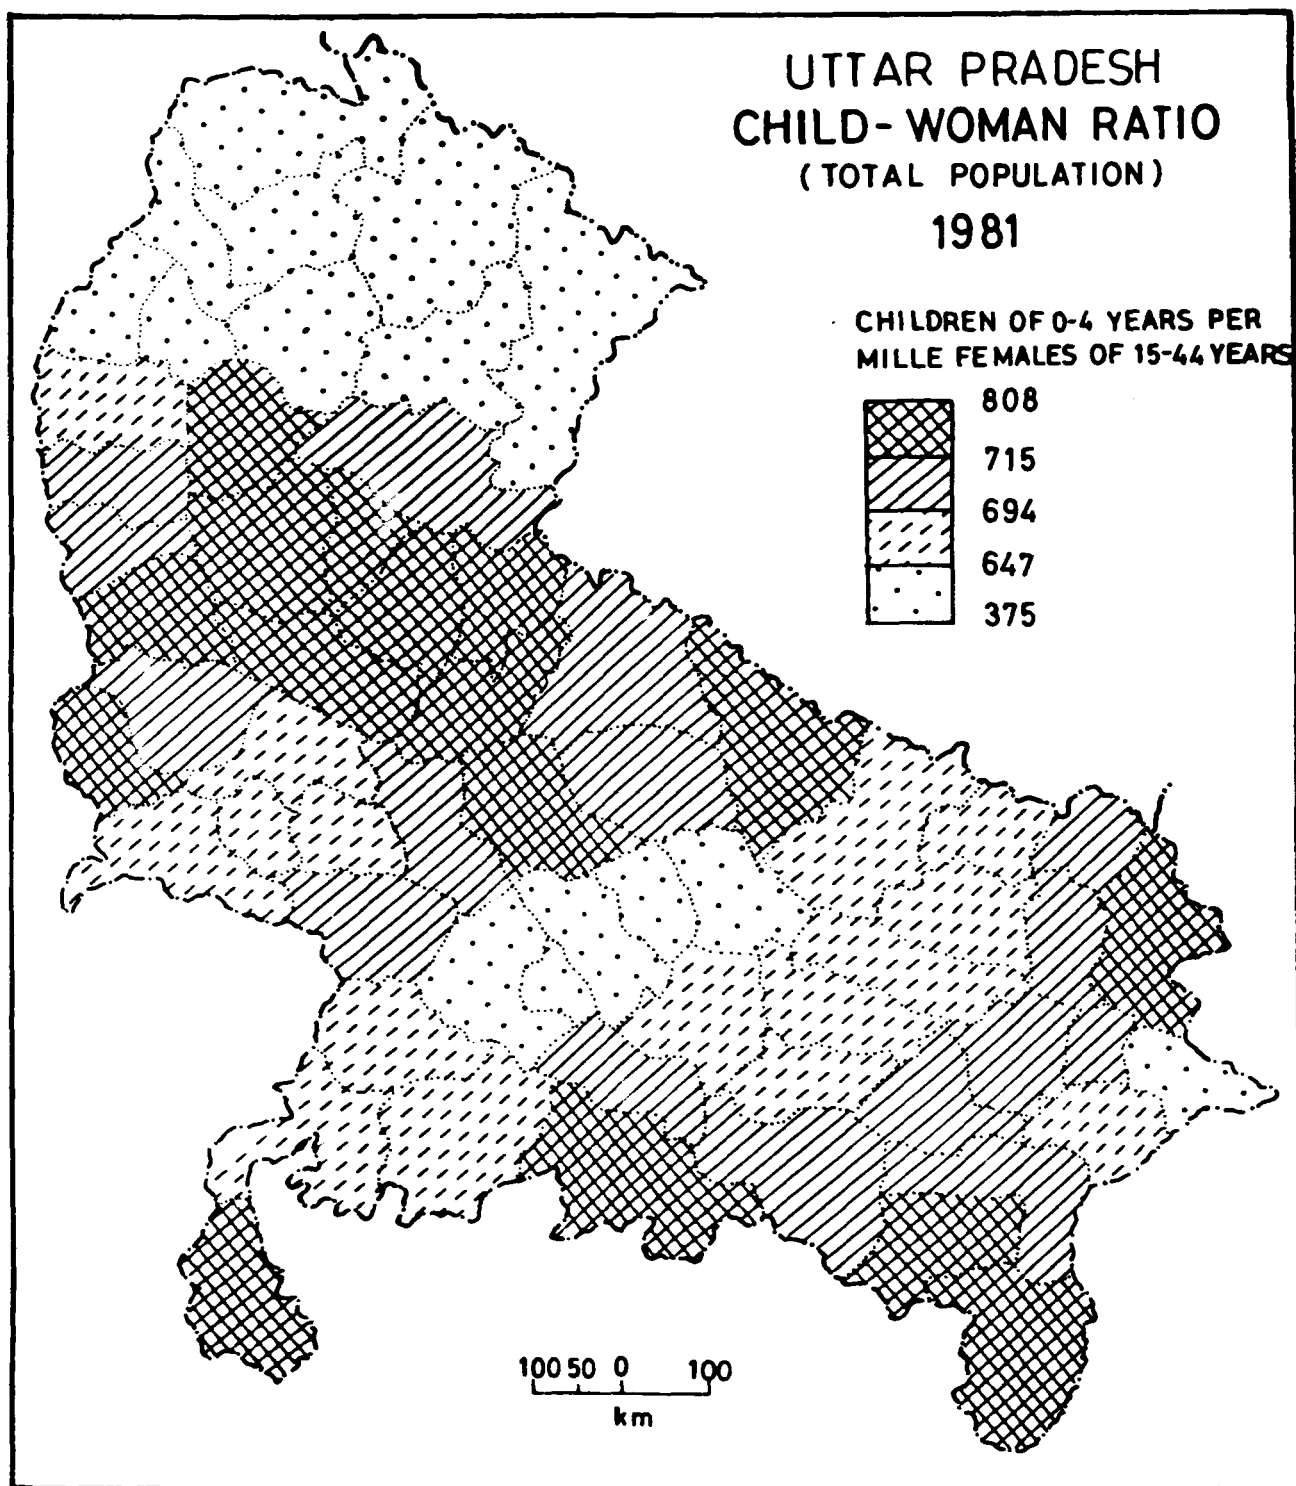 UTTAR PRADESH
CHILD-WOMAN RATIO
(TOTAL POPULATION)
1981
CHILDREN OF 0-4 YEARS PER
MILLE FEMALES OF 15-44 YEARS
808
715
694
647
375
100 50 0 100
km